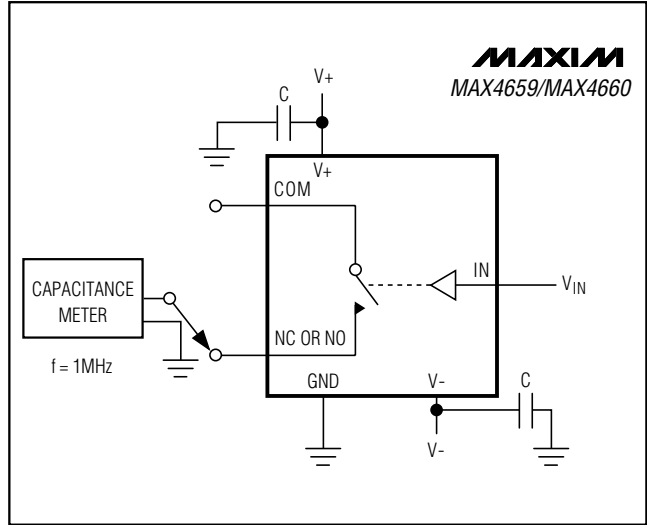 MAXIM
MAX4659/MAX4660
V+
C
V+
COM
IN
VIN
CAPACITANCE
METER
NC OR NO
f = 1MHz
GND
V-
C
V-